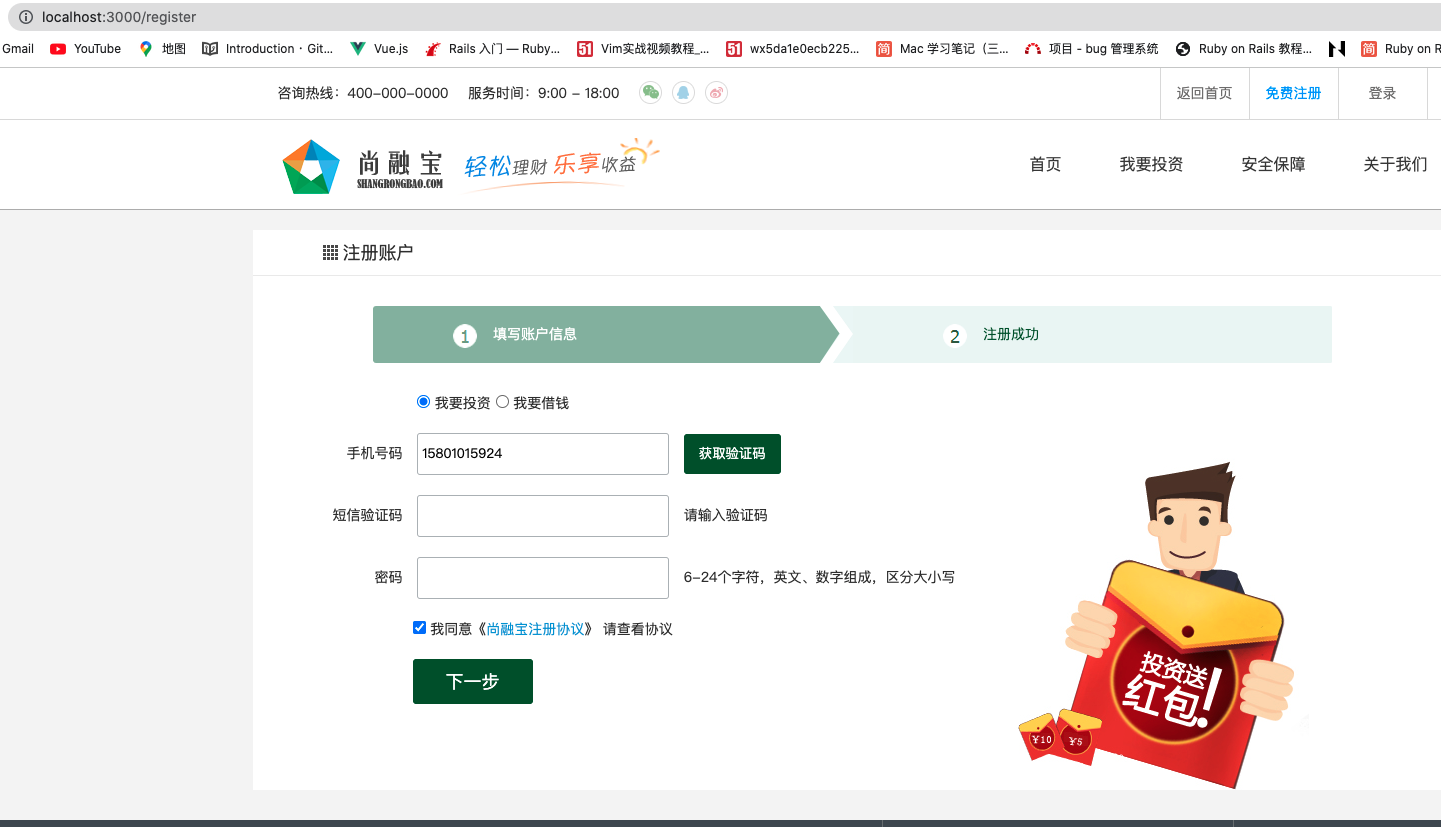 localhost:3000/register
Gmail YouTube 地图 Introduction · Git... Vue.js Rails 入门 — Ruby... 51 Vim实战视频教程_... 51 wx5da1e0ecb225... 简 Mac 学习笔记（三... 项目 - bug 管理系统 Ruby on Rails 教程... 简 Ruby on R
咨询热线：400-000-0000 服务时间：9:00 - 18:00 返回首页 免费注册 登录
尚融宝 轻松理财 乐享收益 首页 我要投资 安全保障 关于我们
SHANGRONGBAO.COM
注册账户
1 填写账户信息 2 注册成功
我要投资 我要借钱
手机号码 15801015924 获取验证码
短信验证码 请输入验证码
密码 6-24个字符，英文、数字组成，区分大小写
我同意《尚融宝注册协议》 请查看协议
下一步
投资送
红包!
¥10 ¥5